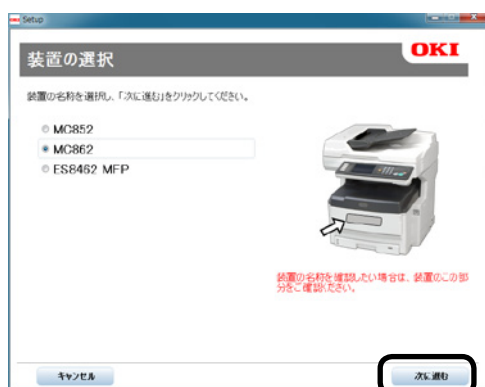 Setup
OKI
装置の選択
装置の名称を選択し、「次に進む」をクリックしてください。
MC852
MC862
ES8462 MFP
装置の名称を確認したい場合は、装置のこの部
分をご確認ください。
キャンセル
次に進む